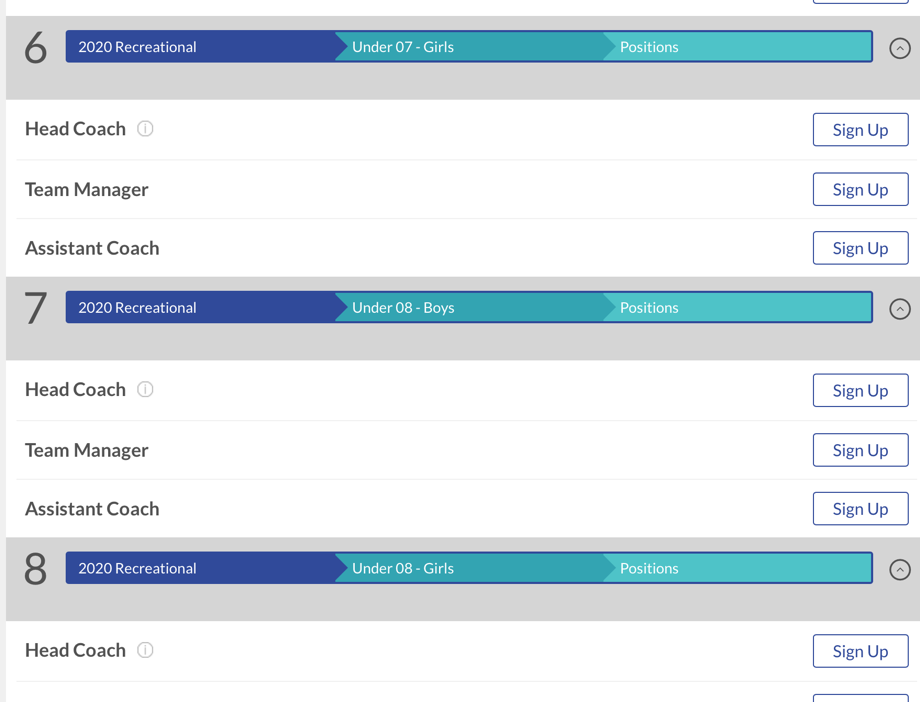 6 2020 Recreational Under 07 - Girls Positions
Head Coach Sign Up
Team Manager Sign Up
Assistant Coach Sign Up
7 2020 Recreational Under 08 - Boys Positions
Head Coach Sign Up
Team Manager Sign Up
Assistant Coach Sign Up
8 2020 Recreational Under 08 - Girls Positions
Head Coach Sign Up